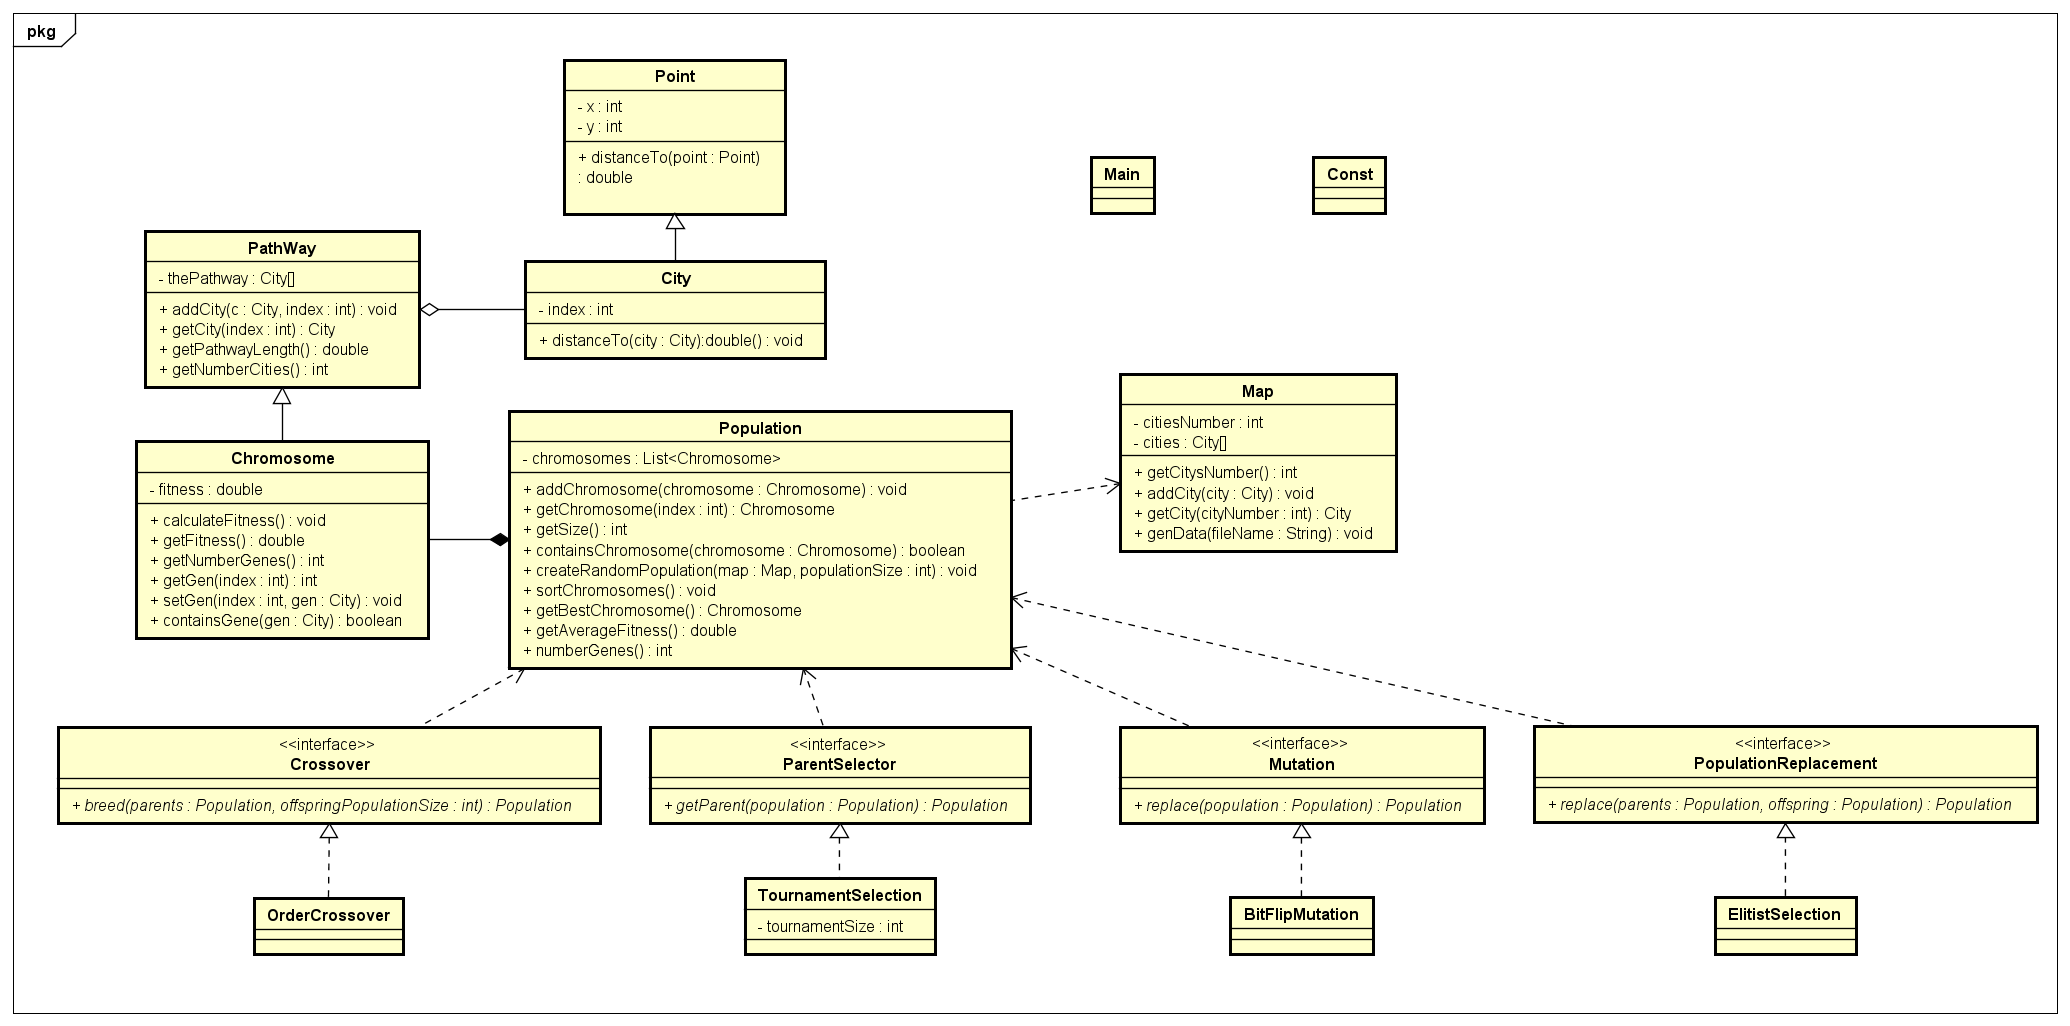 pkg
Point
- x : int
- y : int
+ distanceTo(point : Point)
: double
Main
Const
PathWay
- thePathway : City[]
+ addCity(c : City, index : int) : void
+ getCity(index : int) : City
+ getPathwayLength() : double
+ getNumberCities() : int
City
- index : int
+ distanceTo(city : City):double() : void
Map
- citiesNumber : int
- cities : City[]
+ getCitysNumber() : int
+ addCity(city : City) : void
+ getCity(cityNumber : int) : City
+ genData(fileName : String) : void
Chromosome
- fitness : double
+ calculateFitness() : void
+ getFitness() : double
+ getNumberGenes() : int
+ getGen(index : int) : int
+ setGen(index : int, gen : City) : void
+ containsGene(gen : City) : boolean
Population
- chromosomes : List<Chromosome>
+ addChromosome(chromosome : Chromosome) : void
+ getChromosome(index : int) : Chromosome
+ getSize() : int
+ containsChromosome(chromosome : Chromosome) : boolean
+ createRandomPopulation(map : Map, populationSize : int) : void
+ sortChromosomes() : void
+ getBestChromosome() : Chromosome
+ getAverageFitness() : double
+ numberGenes() : int
<<interface>>
Crossover
+ breed(parents : Population, offspringPopulationSize : int) : Population
<<interface>>
ParentSelector
+ getParent(population : Population) : Population
<<interface>>
Mutation
+ replace(population : Population) : Population
<<interface>>
PopulationReplacement
+ replace(parents : Population, offspring : Population) : Population
OrderCrossover
TournamentSelection
- tournamentSize : int
BitFlipMutation
ElitistSelection